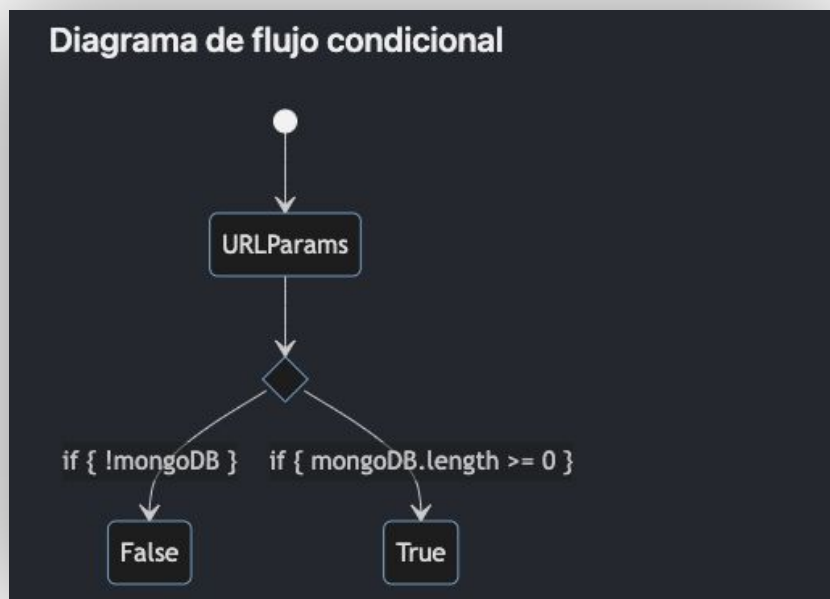 Diagrama de flujo condicional
URLParams
if { !mongoDB }
if { mongoDB.length >= 0 }
False
True